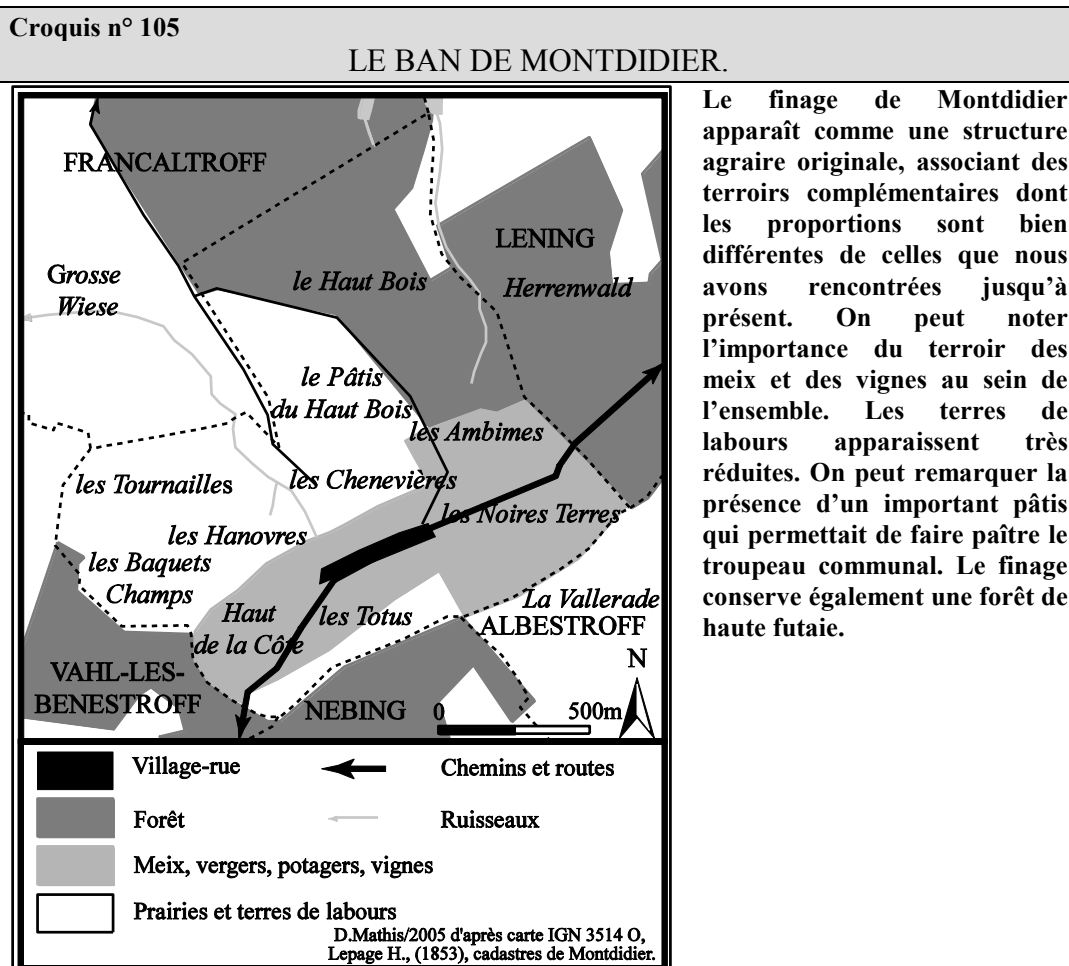 Croquis n° 105
LE BAN DE MONTDIDIER.
Le finage de Montdidier
apparaît comme une structure
agraire originale, associant des
terroirs complémentaires dont
les proportions sont bien
différentes de celles que nous
avons rencontrées jusqu'à
présent. On peut noter
l'importance du terroir des
meix et des vignes au sein de
l'ensemble. Les terres de
labours apparaissent très
réduites. On peut remarquer la
présence d'un important pâtis
qui permettait de faire paître le
troupeau communal. Le finage
conserve également une forêt de
haute futaie.
FRANCALTROFF
LENING
Herrenwald
le Haut Bois
Grosse
Wiese
le Pâtis
du Haut Bois
les Ambimes
les Tournailles
les Chenevières
les Noires Terres
les Hanovres
les Baquets
Champs
Haut
de la Côte
les Totus
La Vallerade
ALBESTROFF
VAHL-LES-
BENESTROFF
NEBING
N
0 500m
Village-rue
Chemins et routes
Forêt
Ruisseaux
Meix, vergers, potagers, vignes
Prairies et terres de labours
D.Mathis/2005 d'après carte IGN 3514 O,
Lepage H., (1853), cadastres de Montdidier.